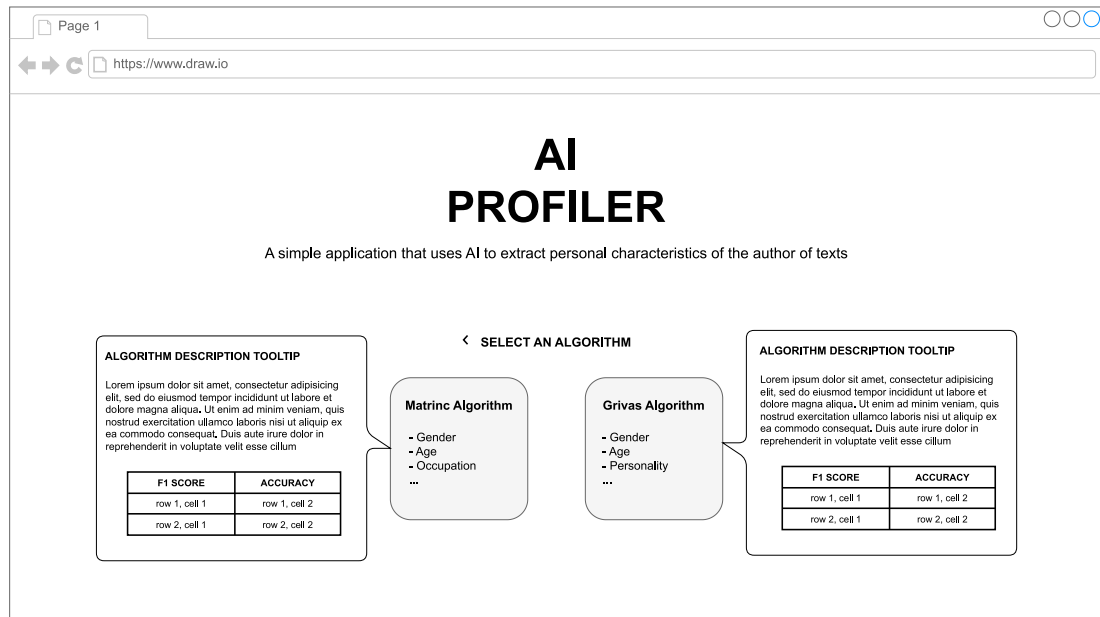 Page 1
https://www.draw.io
AI
PROFILER
A simple application that uses AI to extract personal characteristics of the author of texts
< SELECT AN ALGORITHM
ALGORITHM DESCRIPTION TOOLTIP
Lorem ipsum dolor sit amet, consectetur adipisicing
elit, sed do eiusmod tempor incididunt ut labore et
dolore magna aliqua. Ut enim ad minim veniam, quis
nostrud exercitation ullamco laboris nisi ut aliquip ex
ea commodo consequat. Duis aute irure dolor in
reprehenderit in voluptate velit esse cillum
F1 SCORE ACCURACY
row 1, cell 1 row 1, cell 2
row 2, cell 1 row 2, cell 2
Matrinc Algorithm
- Gender
- Age
- Occupation
...
Grivas Algorithm
- Gender
- Age
- Personality
...
ALGORITHM DESCRIPTION TOOLTIP
Lorem ipsum dolor sit amet, consectetur adipisicing
elit, sed do eiusmod tempor incididunt ut labore et
dolore magna aliqua. Ut enim ad minim veniam, quis
nostrud exercitation ullamco laboris nisi ut aliquip ex
ea commodo consequat. Duis aute irure dolor in
reprehenderit in voluptate velit esse cillum
F1 SCORE ACCURACY
row 1, cell 1 row 1, cell 2
row 2, cell 1 row 2, cell 2